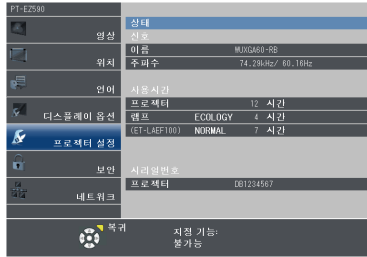 PT-EZ590
영상
위치
언어
디스플레이 옵션
프로젝터 설정
보안
네트워크
상태
신호
이름 WUXGA60-RB
주파수 74.29kHz/ 60.16Hz
사용시간
프로젝터 12 시간
램프 ECOLOGY 4 시간
(ET-LAEF100) NORMAL 7 시간
시리얼번호
프로젝터 DB1234567
복귀
지정 기능:
불가능